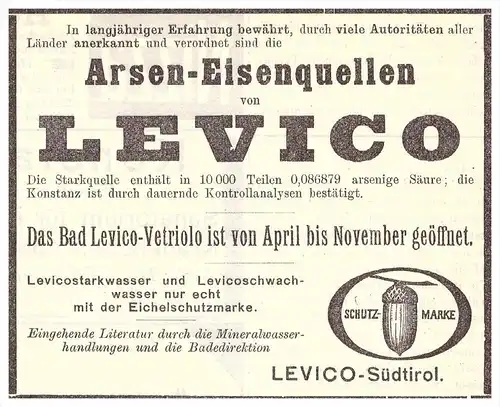 In langjähriger Erfahrung bewährt, durch viele Autoritäten aller
Länder anerkannt und verordnet sind die
Arsen-Eisenquellen
von
LEVICO
Die Starkquelle enthält in 10 000 Teilen 0,086879 arsenige Säure; die
Konstanz ist durch dauernde Kontrollanalysen bestätigt.
Das Bad Levico-Vetriolo ist von April bis November geöffnet.
Levicostarkwasser und Levicoschwach-
wasser nur echt
mit der Eichelschutzmarke.
SCHUTZ- MARKE
Eingehende Literatur durch die Mineralwasser-
handlungen und die Badedirektion
LEVICO-Südtirol.